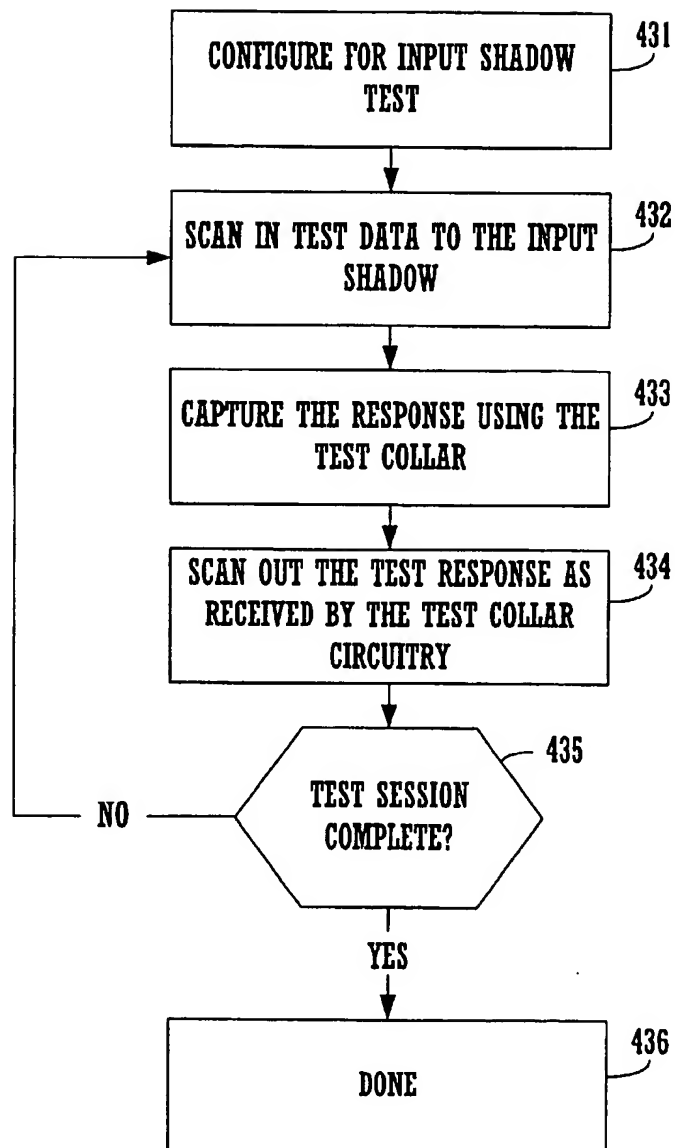 431
CONFIGURE FOR INPUT SHADOW
TEST
432
SCAN IN TEST DATA TO THE INPUT
SHADOW
433
CAPTURE THE RESPONSE USING THE
TEST COLLAR
434
SCAN OUT THE TEST RESPONSE AS
RECEIVED BY THE TEST COLLAR
CIRCUITRY
435
TEST SESSION
COMPLETE?
NO
YES
436
DONE